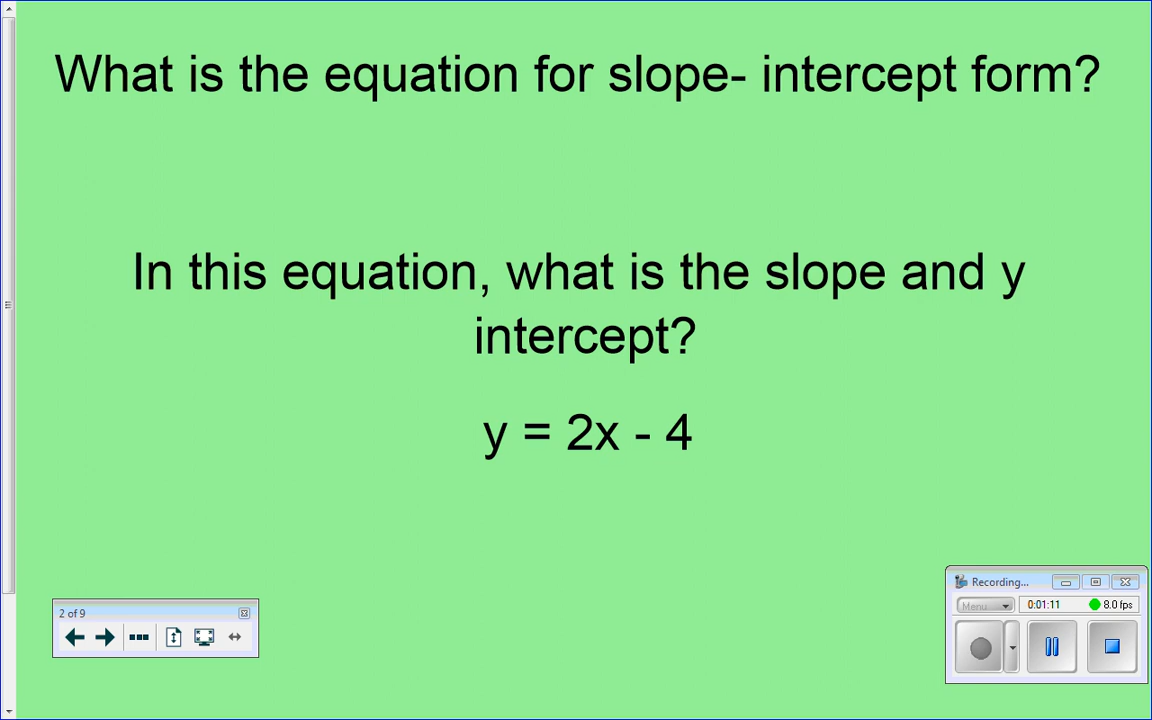 What is the equation for slope- intercept form?
In this equation, what is the slope and y
intercept?
y = 2x - 4
2 of 9
Recording...
Menu
0:01:11
8.0 fps